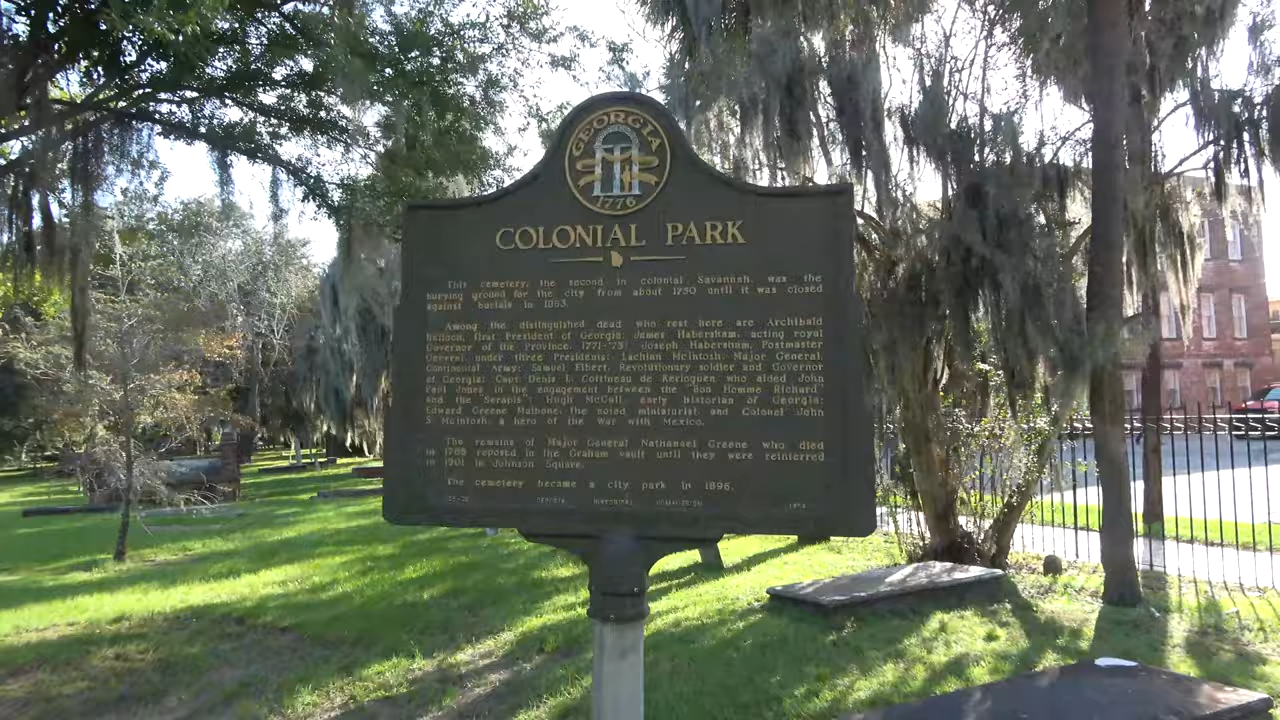 GEORGIA
1776
COLONIAL PARK
This cemetery, the second in colonial Savannah, was the
burying ground for the city from about 1750 until it was closed
against burials in 1853.
Among the distinguished dead who rest here are Archibald
Bulloch, first President of Georgia; James Habersham, acting royal
Governor of the Province, 1771-'73; Joseph Habersham, Postmaster
General under three Presidents; Lachlan McIntosh, Major General,
Continental Army; Samuel Elbert, Revolutionary soldier and Governor
of Georgia; Capt. Denis L. Cottineau de Kerloguen who aided John
Paul Jones in the engagement between the "Bon Homme Richard"
and the "Serapis"; Hugh McCall, early historian of Georgia;
Edward Greene Malbone, the noted miniaturist, and Colonel John
S. McIntosh, a hero of the War with Mexico.
The remains of Major General Nathanael Greene who died
in 1786 reposed in the Graham vault until they were reinterred
in 1901 in Johnson Square.
The cemetery became a city park in 1896.
GEORGIA HISTORICAL COMMISSION